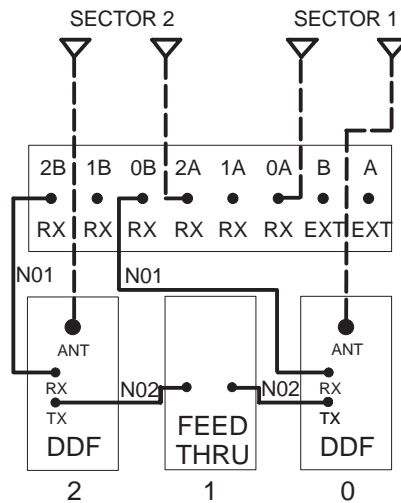 SECTOR 2 SECTOR 1
2B 1B 0B 2A 1A 0A B A
RX RX RX RX RX RX EXT EXT
N01 N01
ANT ANT
RX N02 N02 RX
TX TX
DDF FEED THRU DDF
2 1 0